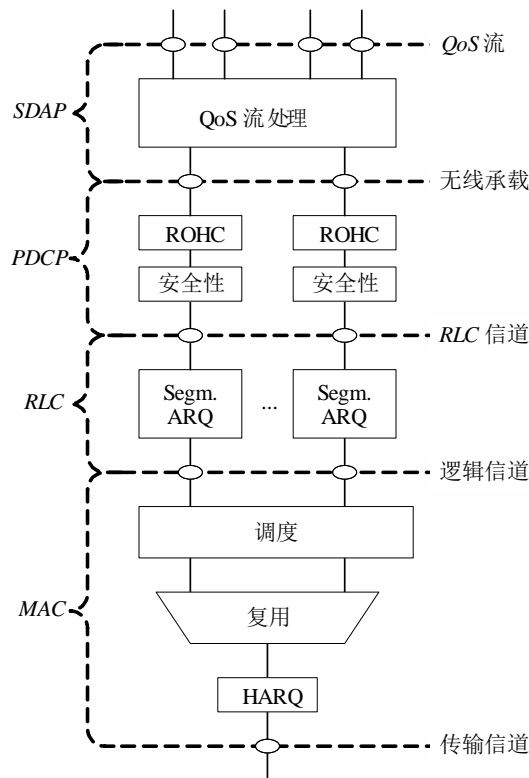 QoS 流
SDAP
QoS 流处理
无线承载
ROHC ROHC
PDCP
安全性 安全性
RLC 信道
Segm. ARQ ... Segm. ARQ
RLC
逻辑信道
调度
MAC
复用
HARQ
传输信道